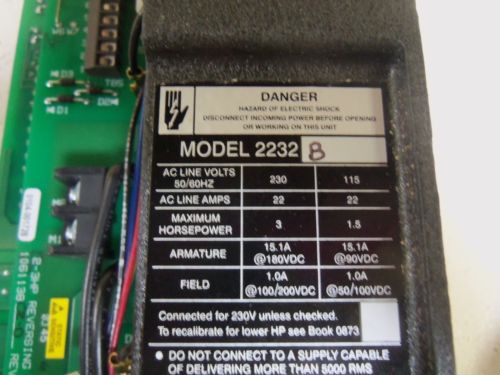 DANGER
HAZARD OF ELECTRIC SHOCK
DISCONNECT INCOMING POWER BEFORE OPENING
OR WORKING ON THIS UNIT
MODEL 2232 B
AC LINE VOLTS 50/60HZ 230 115
AC LINE AMPS 22 22
MAXIMUM HORSEPOWER 3 1.5
ARMATURE 15.1A @180VDC 15.1A @90VDC
FIELD 1.0A @100/200VDC 1.0A @50/100VDC
Connected for 230V unless checked.
To recalibrate for lower HP see Book 0873
• DO NOT CONNECT TO A SUPPLY CAPABLE
OF DELIVERING MORE THAN 5000 RMS
TB5
D2M
M1
2-3HP REVERSING